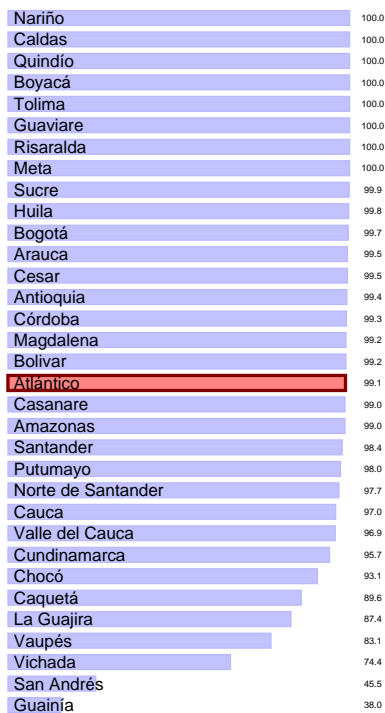 Nariño 100.0
Caldas 100.0
Quindío 100.0
Boyacá 100.0
Tolima 100.0
Guaviare 100.0
Risaralda 100.0
Meta 100.0
Sucre 99.9
Huila 99.8
Bogotá 99.7
Arauca 99.5
Cesar 99.5
Antioquia 99.4
Córdoba 99.3
Magdalena 99.2
Bolivar 99.2
Atlántico 99.1
Casanare 99.0
Amazonas 99.0
Santander 98.4
Putumayo 98.0
Norte de Santander 97.7
Cauca 97.0
Valle del Cauca 96.9
Cundinamarca 95.7
Chocó 93.1
Caquetá 89.6
La Guajira 87.4
Vaupés 83.1
Vichada 74.4
San Andrés 45.5
Guainía 38.0